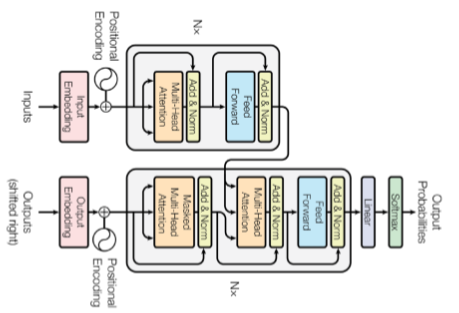 Output
Probabilities
Softmax
Linear
Add & Norm
Feed
Forward
Add & Norm
Multi-Head
Attention
Add & Norm
Masked
Multi-Head
Attention
Nx
Add & Norm
Feed
Forward
Add & Norm
Multi-Head
Attention
Nx
Positional
Encoding
Positional
Encoding
Input
Embedding
Output
Embedding
Inputs
Outputs
(shifted right)